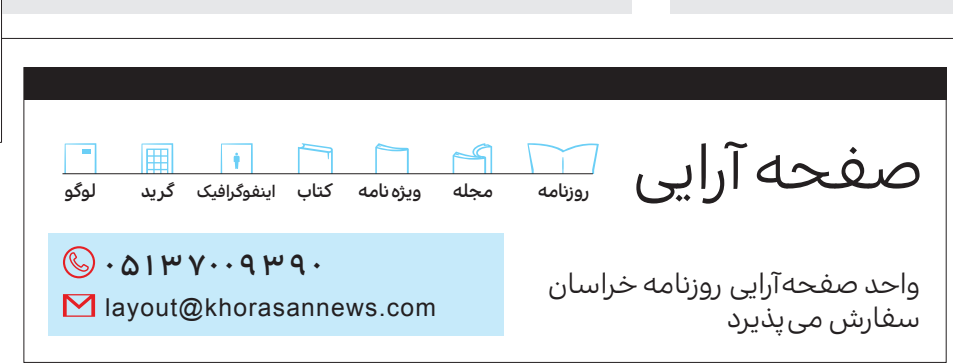 صفحه آرایی
روزنامه مجله ویژه نامه کتاب اینفوگرافیک گرید لوگو
واحد صفحه‌آرایی روزنامه خراسان
سفارش می‌پذیرد
۰۵۱۳۷۰۰۹۳۹۰
layout@khorasannews.com